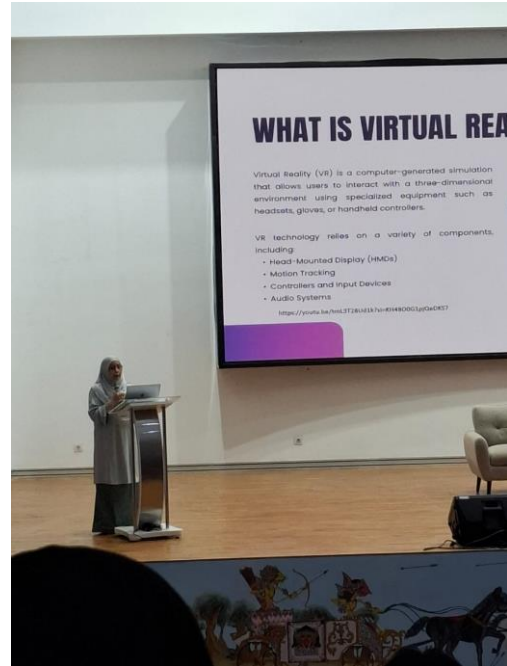 WHAT IS VIRTUAL REA
Virtual Reality (VR) is a computer-generated simulation
that allows users to interact with a three-dimensional
environment using specialized equipment such as
headsets, gloves, or handheld controllers.
VR technology relies on a variety of components,
including:
• Head-Mounted Display (HMDs)
• Motion Tracking
• Controllers and Input Devices
• Audio Systems